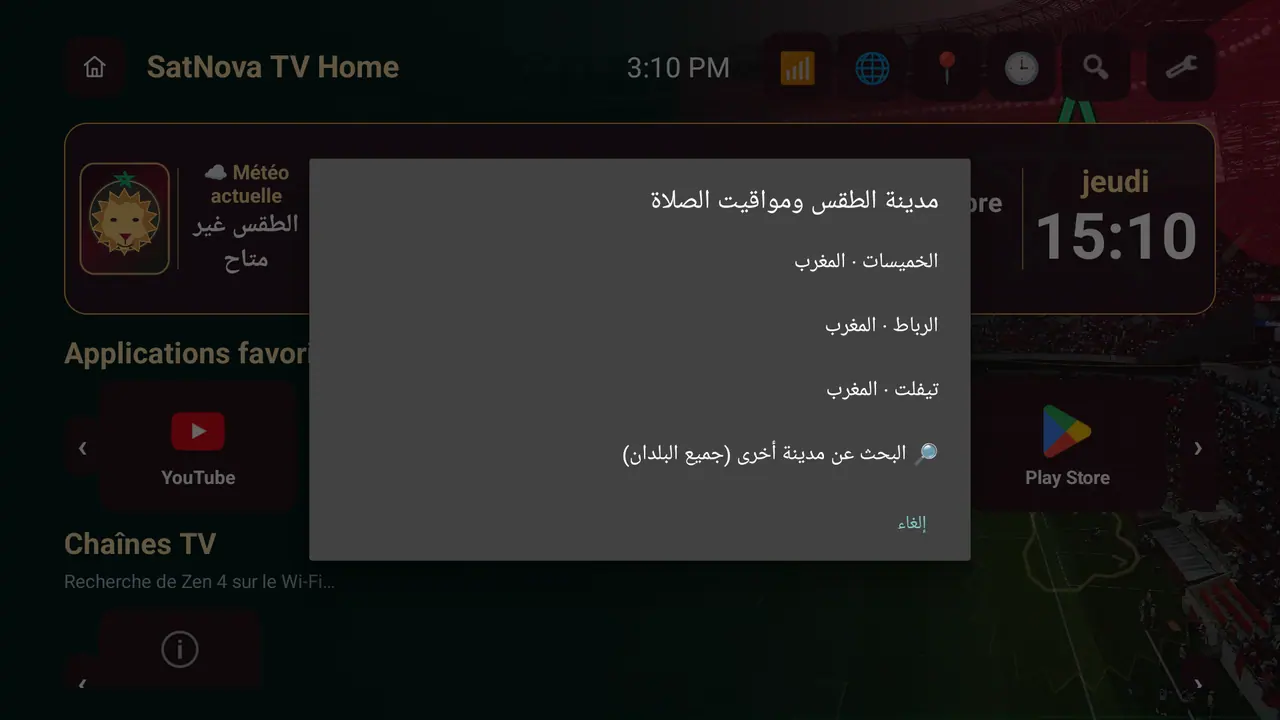 SatNova TV Home
3:10 PM
Météo
actuelle
الطقس غير
متاح
bre
jeudi
15:10
مدينة الطقس ومواقيت الصلاة
الخميسات · المغرب
الرباط · المغرب
تيفلت · المغرب
البحث عن مدينة أخرى (جميع البلدان)
إلغاء
Applications favori
YouTube
Play Store
Chaînes TV
Recherche de Zen 4 sur le Wi-Fi…